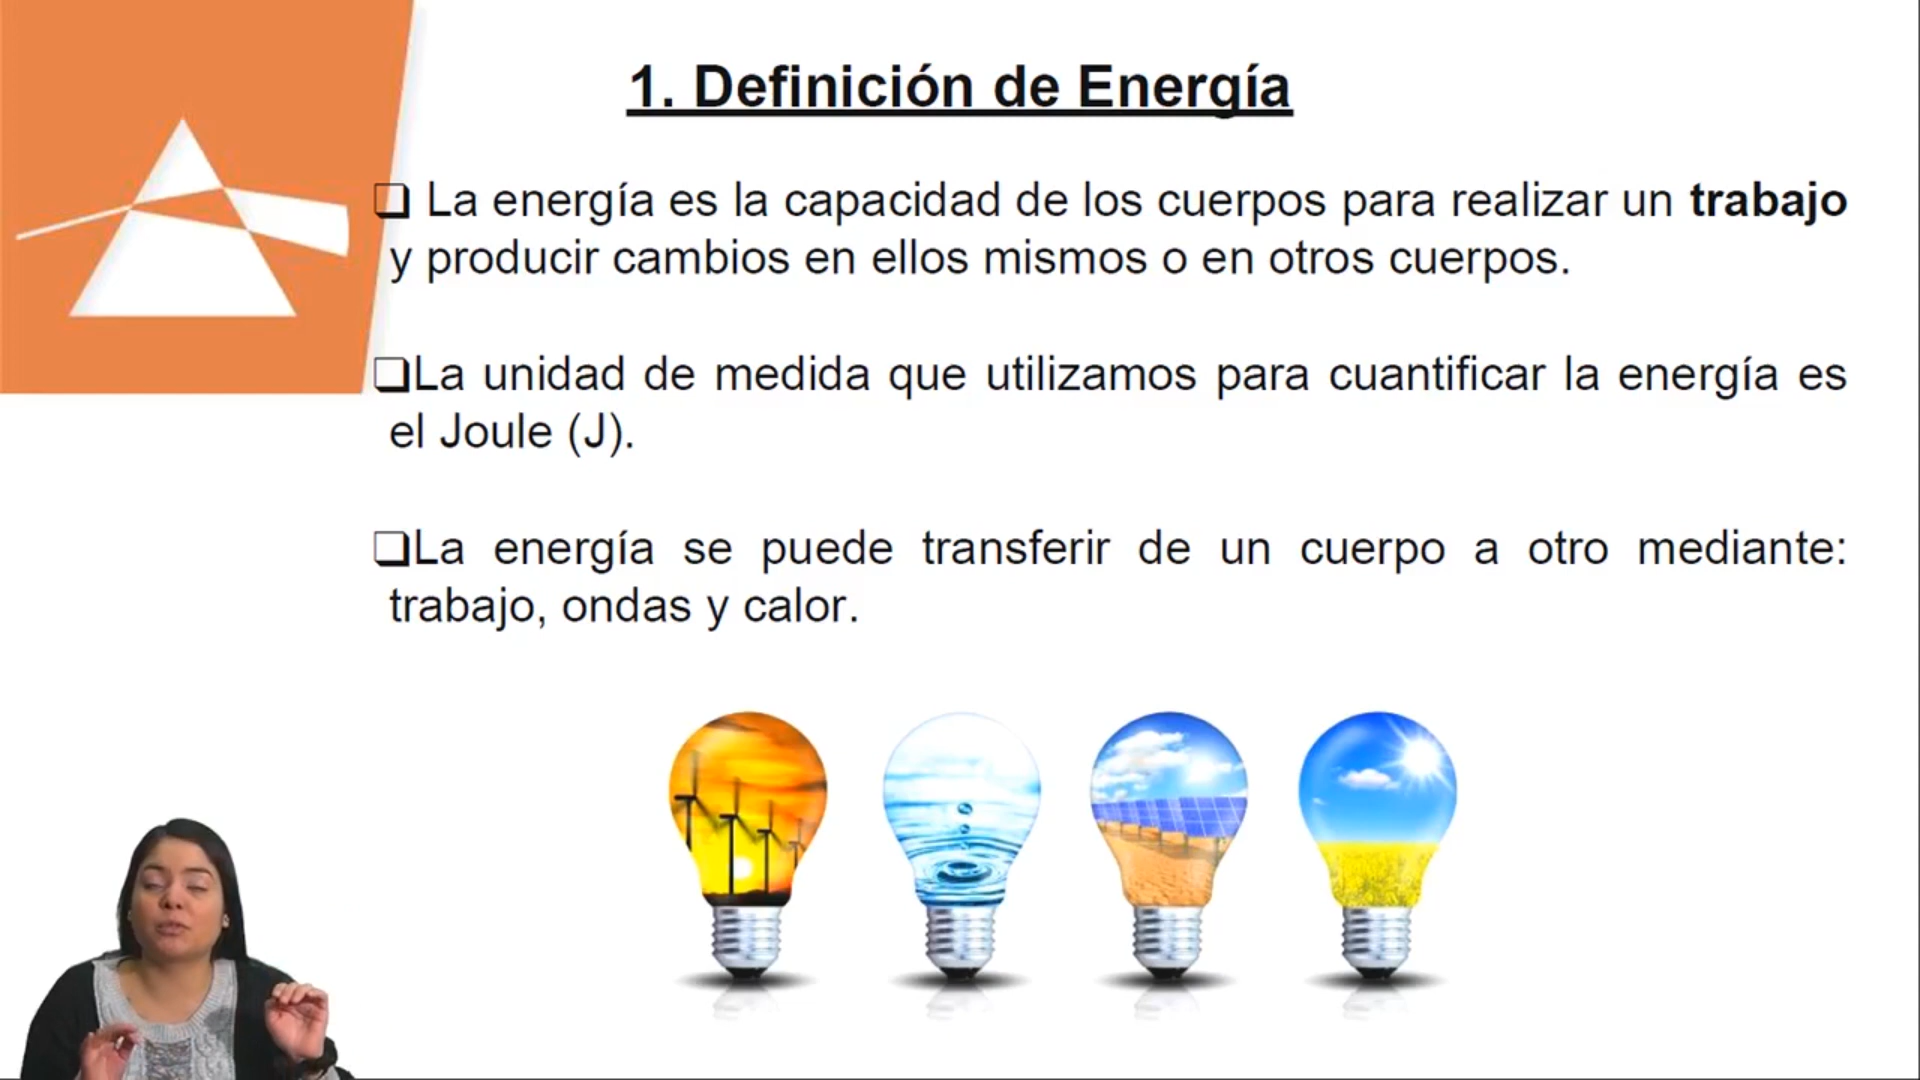 1. Definición de Energía
❑ La energía es la capacidad de los cuerpos para realizar un trabajo
y producir cambios en ellos mismos o en otros cuerpos.
❑La unidad de medida que utilizamos para cuantificar la energía es
el Joule (J).
❑La energía se puede transferir de un cuerpo a otro mediante:
trabajo, ondas y calor.